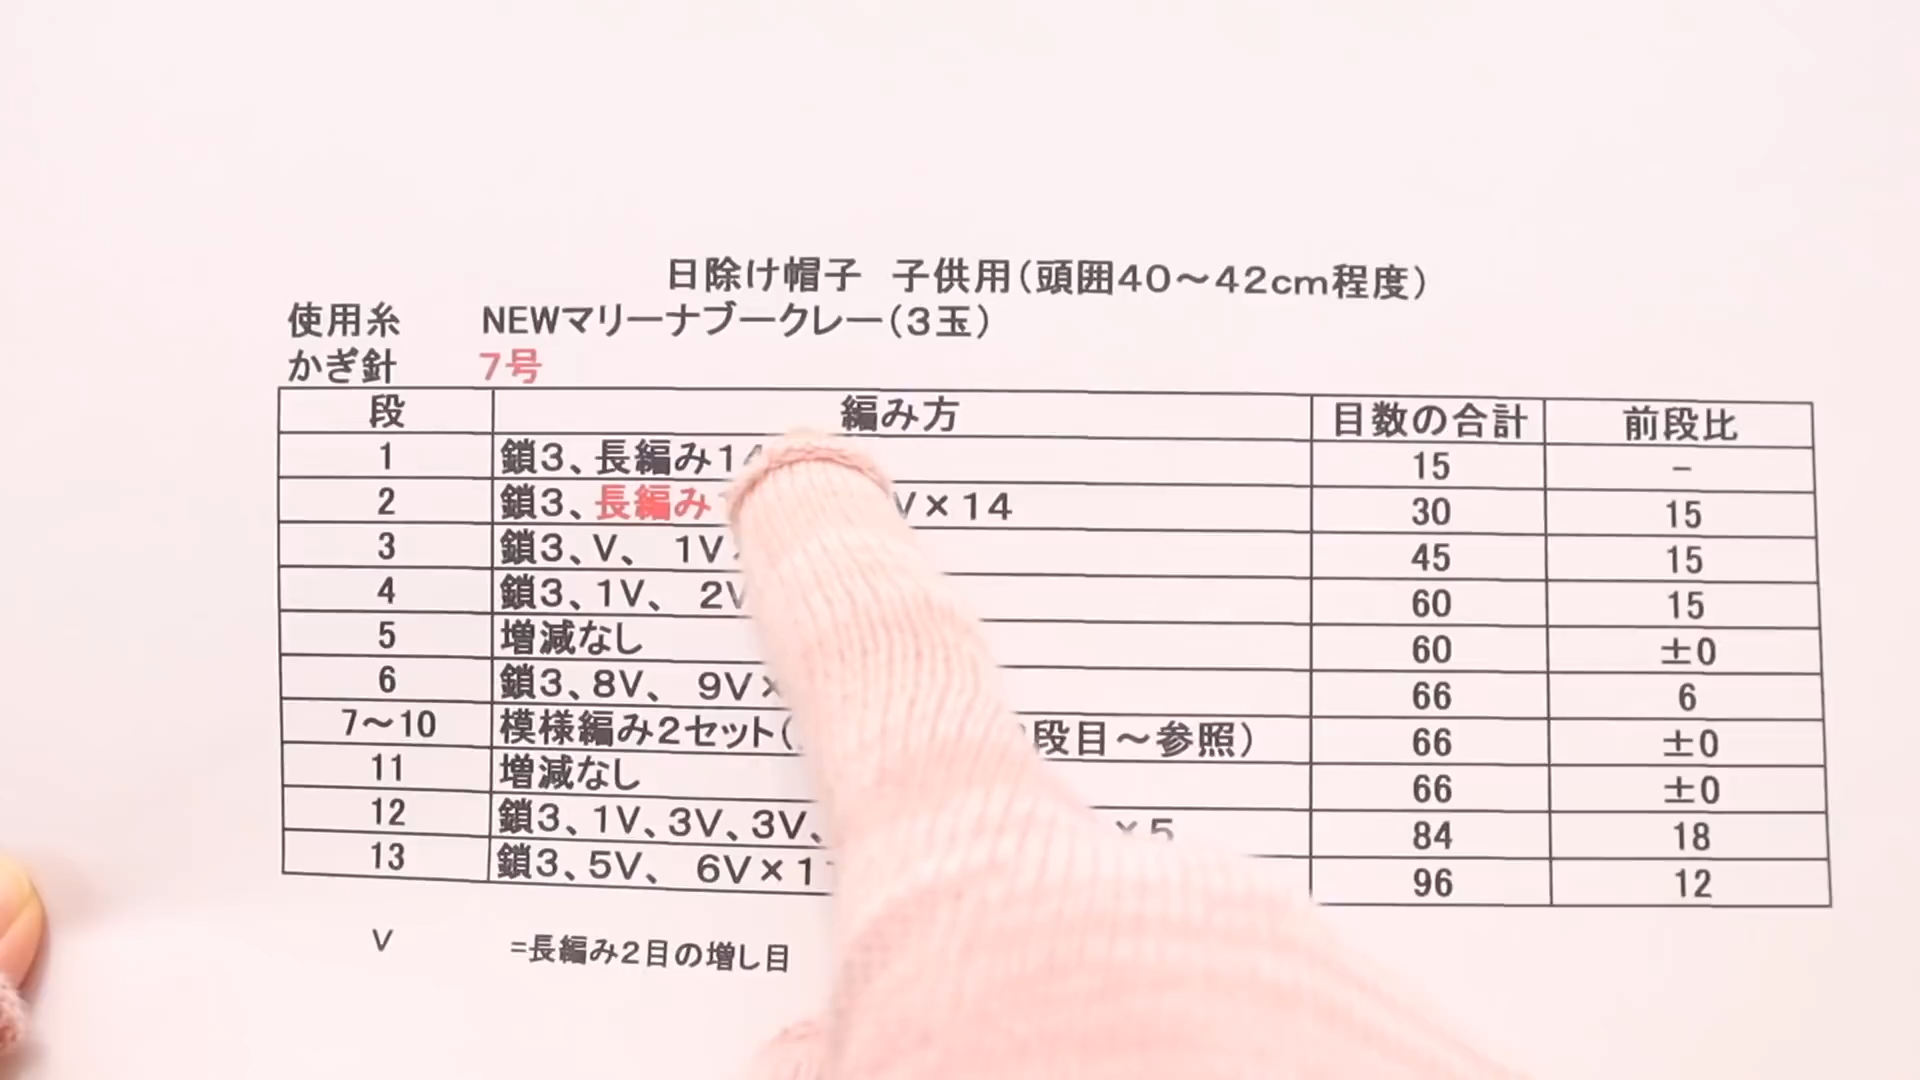 日除け帽子 子供用(頭囲40～42cm程度)
使用糸 NEWマリーナブークレー(3玉)
かぎ針 7号
段 編み方 目数の合計 前段比
1 鎖3、長編み14 15 -
2 鎖3、長編み V×14 30 15
3 鎖3、V、 1V 45 15
4 鎖3、1V、 2V 60 15
5 増減なし 60 ±0
6 鎖3、8V、 9V× 66 6
7～10 模様編み2セット( 段目～参照) 66 ±0
11 増減なし 66 ±0
12 鎖3、1V、3V、3V、 ×5 84 18
13 鎖3、5V、 6V×1 96 12
V =長編み2目の増し目